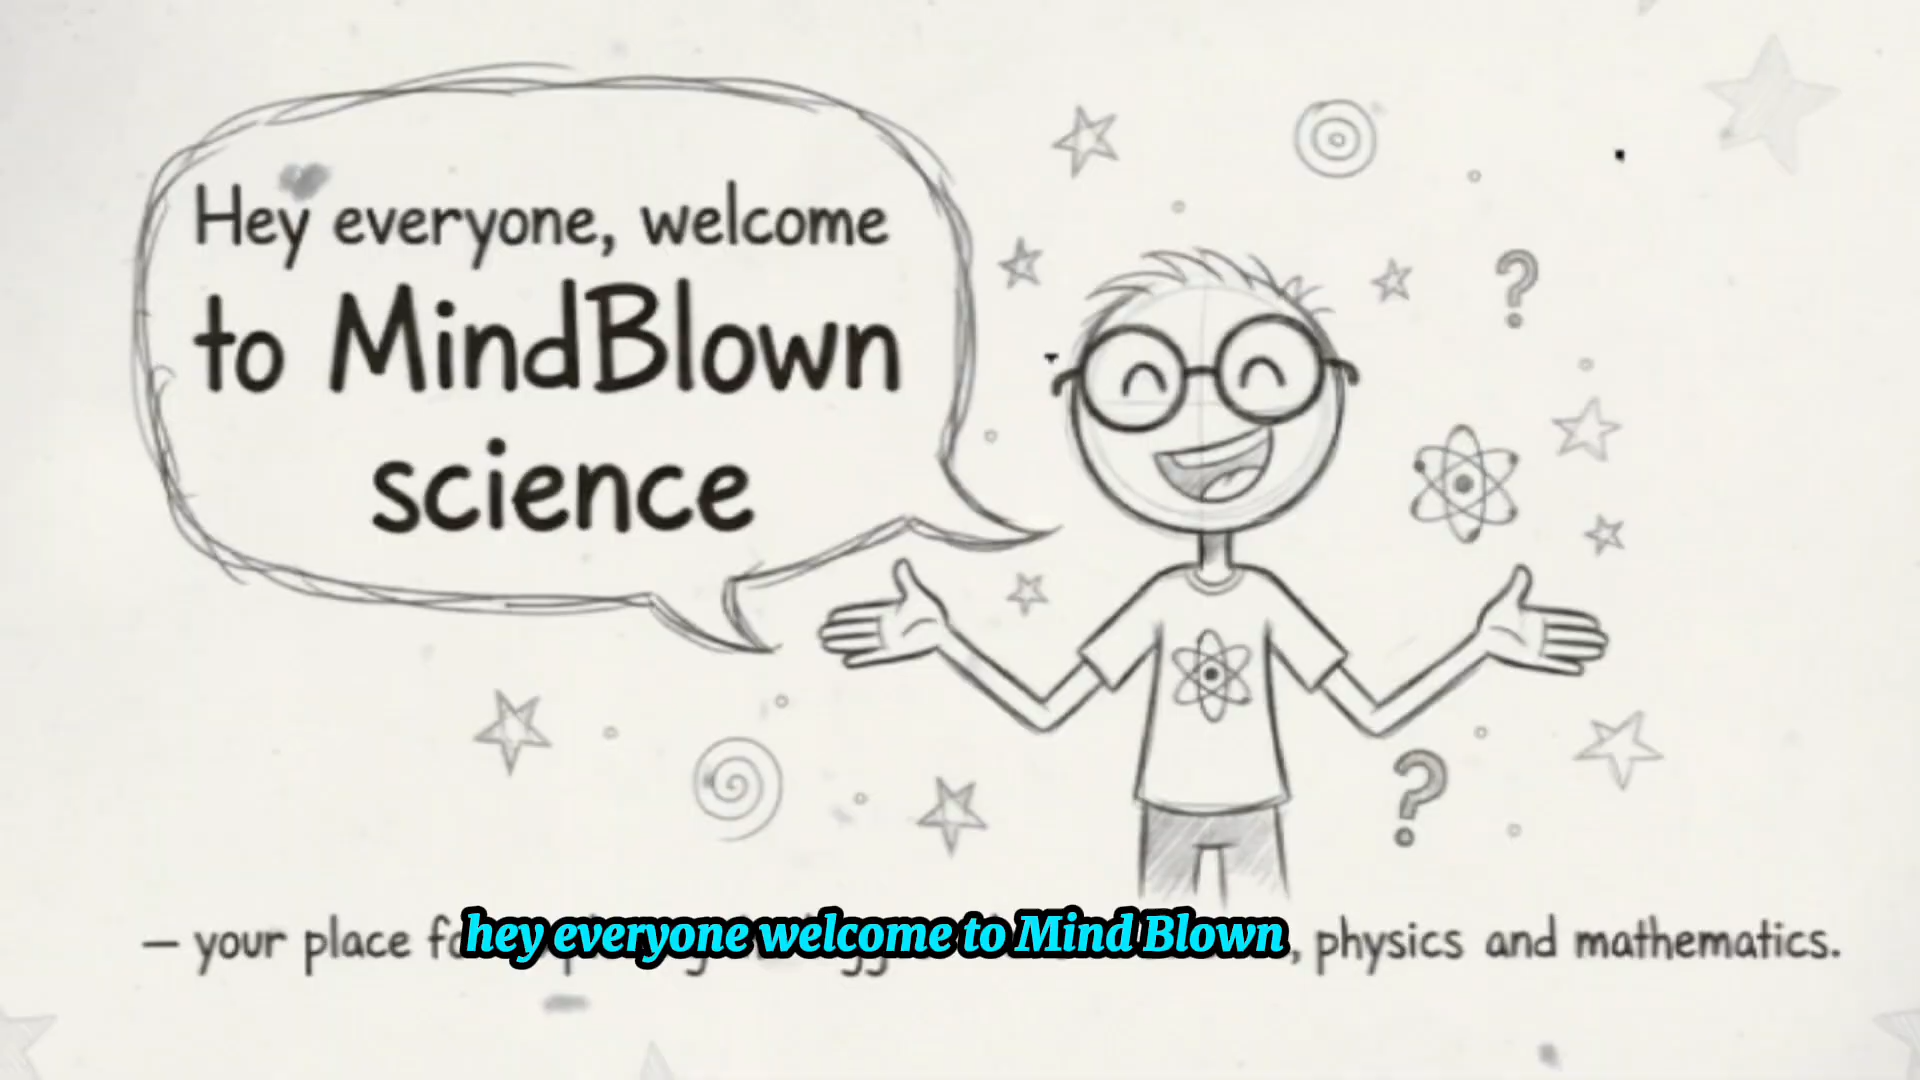 Hey everyone, welcome
to MindBlown
science
— your place
hey everyone welcome to Mind Blown
, physics and mathematics.